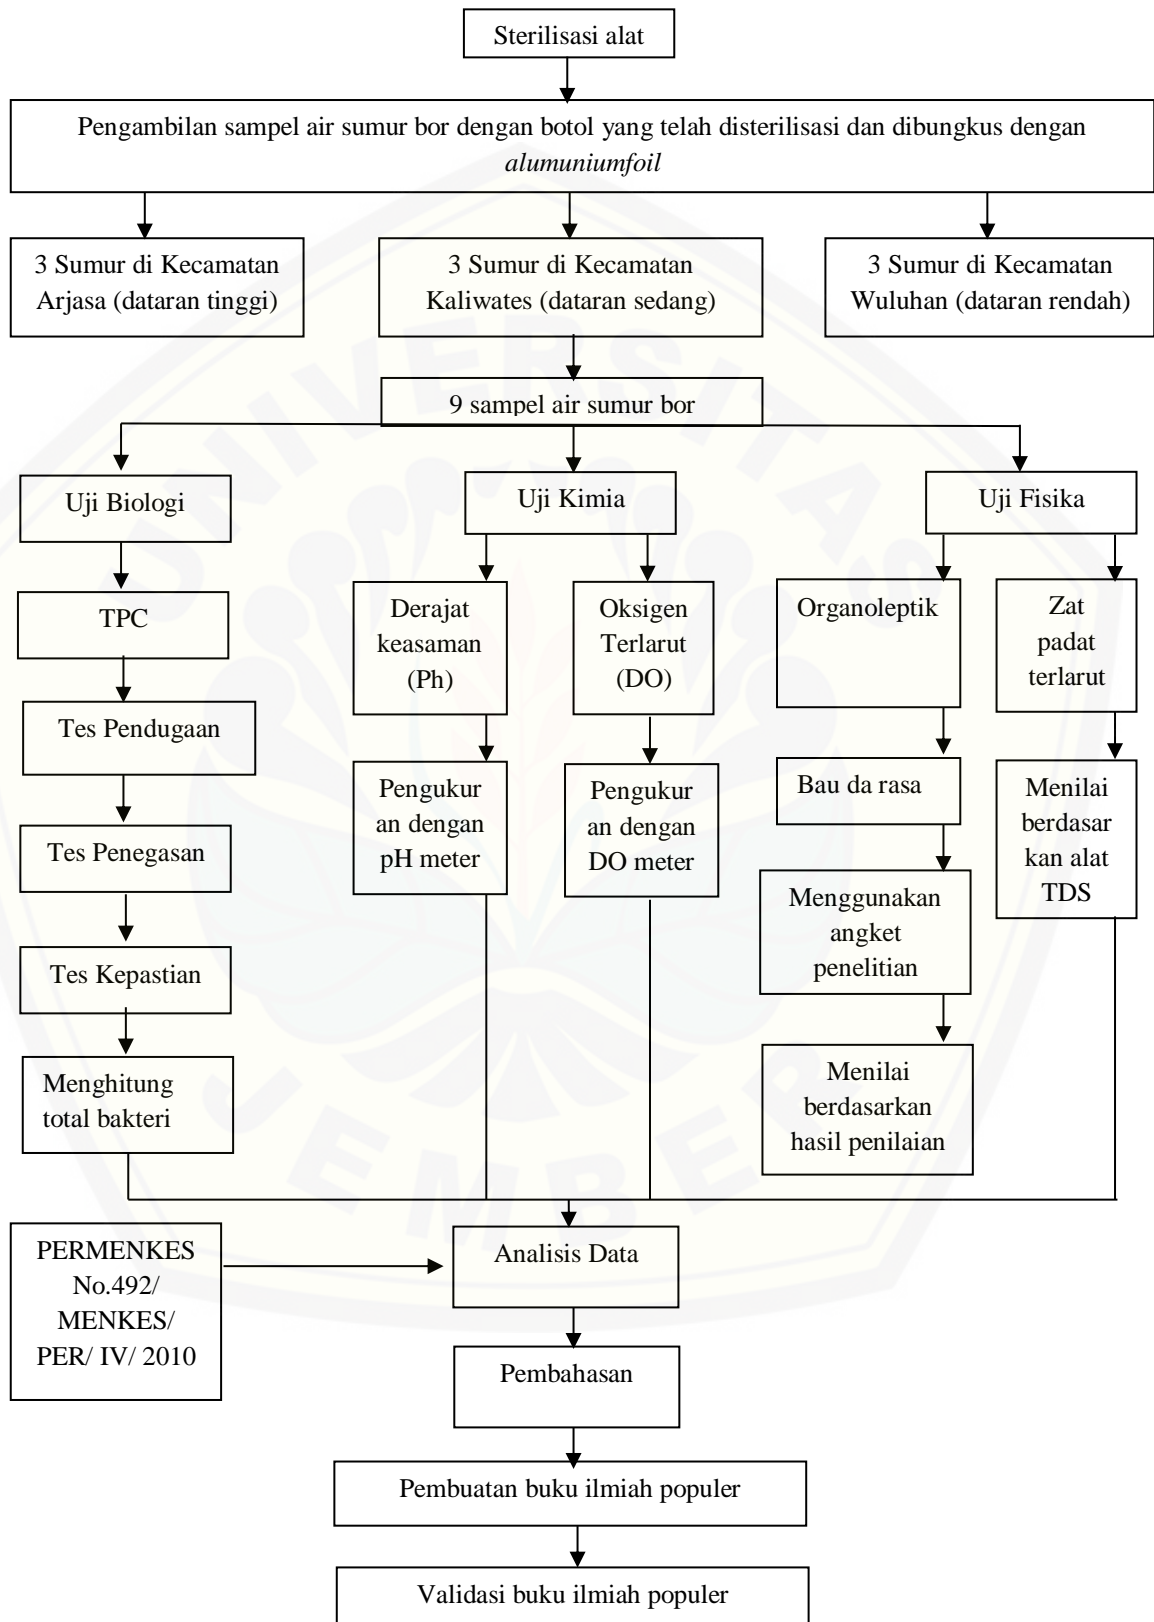 Sterilisasi alat
Pengambilan sampel air sumur bor dengan botol yang telah disterilisasi dan dibungkus dengan
alumuniumfoil
3 Sumur di Kecamatan
Arjasa (dataran tinggi)
3 Sumur di Kecamatan
Kaliwates (dataran sedang)
3 Sumur di Kecamatan
Wuluhan (dataran rendah)
9 sampel air sumur bor
Uji Biologi
Uji Kimia
Uji Fisika
TPC
Derajat
keasaman
(Ph)
Oksigen
Terlarut
(DO)
Organoleptik
Zat
padat
terlarut
Tes Pendugaan
Pengukur
an dengan
pH meter
Pengukur
an dengan
DO meter
Bau da rasa
Menilai
berdasar
kan alat
TDS
Tes Penegasan
Menggunakan
angket
penelitian
Tes Kepastian
Menghitung
total bakteri
Menilai
berdasarkan
hasil penilaian
PERMENKES
No.492/
MENKES/
PER/ IV/ 2010
Analisis Data
Pembahasan
Pembuatan buku ilmiah populer
Validasi buku ilmiah populer
UNIVERSITAS
JEMBER